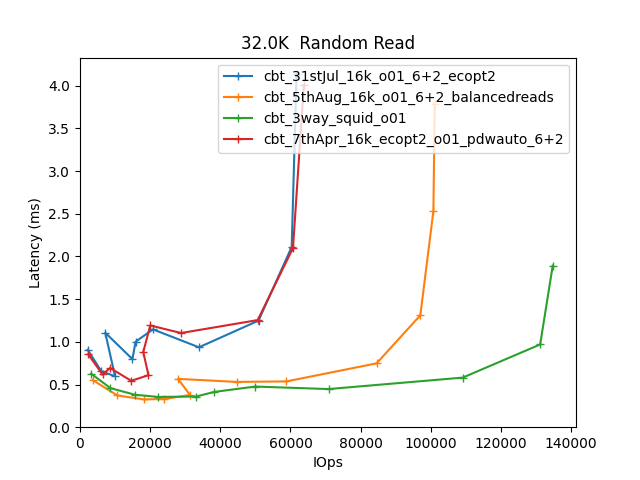 32.0K  Random Read
cbt_31stJul_16k_o01_6+2_ecopt2
cbt_5thAug_16k_o01_6+2_balancedreads
cbt_3way_squid_o01
cbt_7thApr_16k_ecopt2_o01_pdwauto_6+2
Latency (ms)
4.0
3.5
3.0
2.5
2.0
1.5
1.0
0.5
0.0
0 20000 40000 60000 80000 100000 120000 140000
IOps